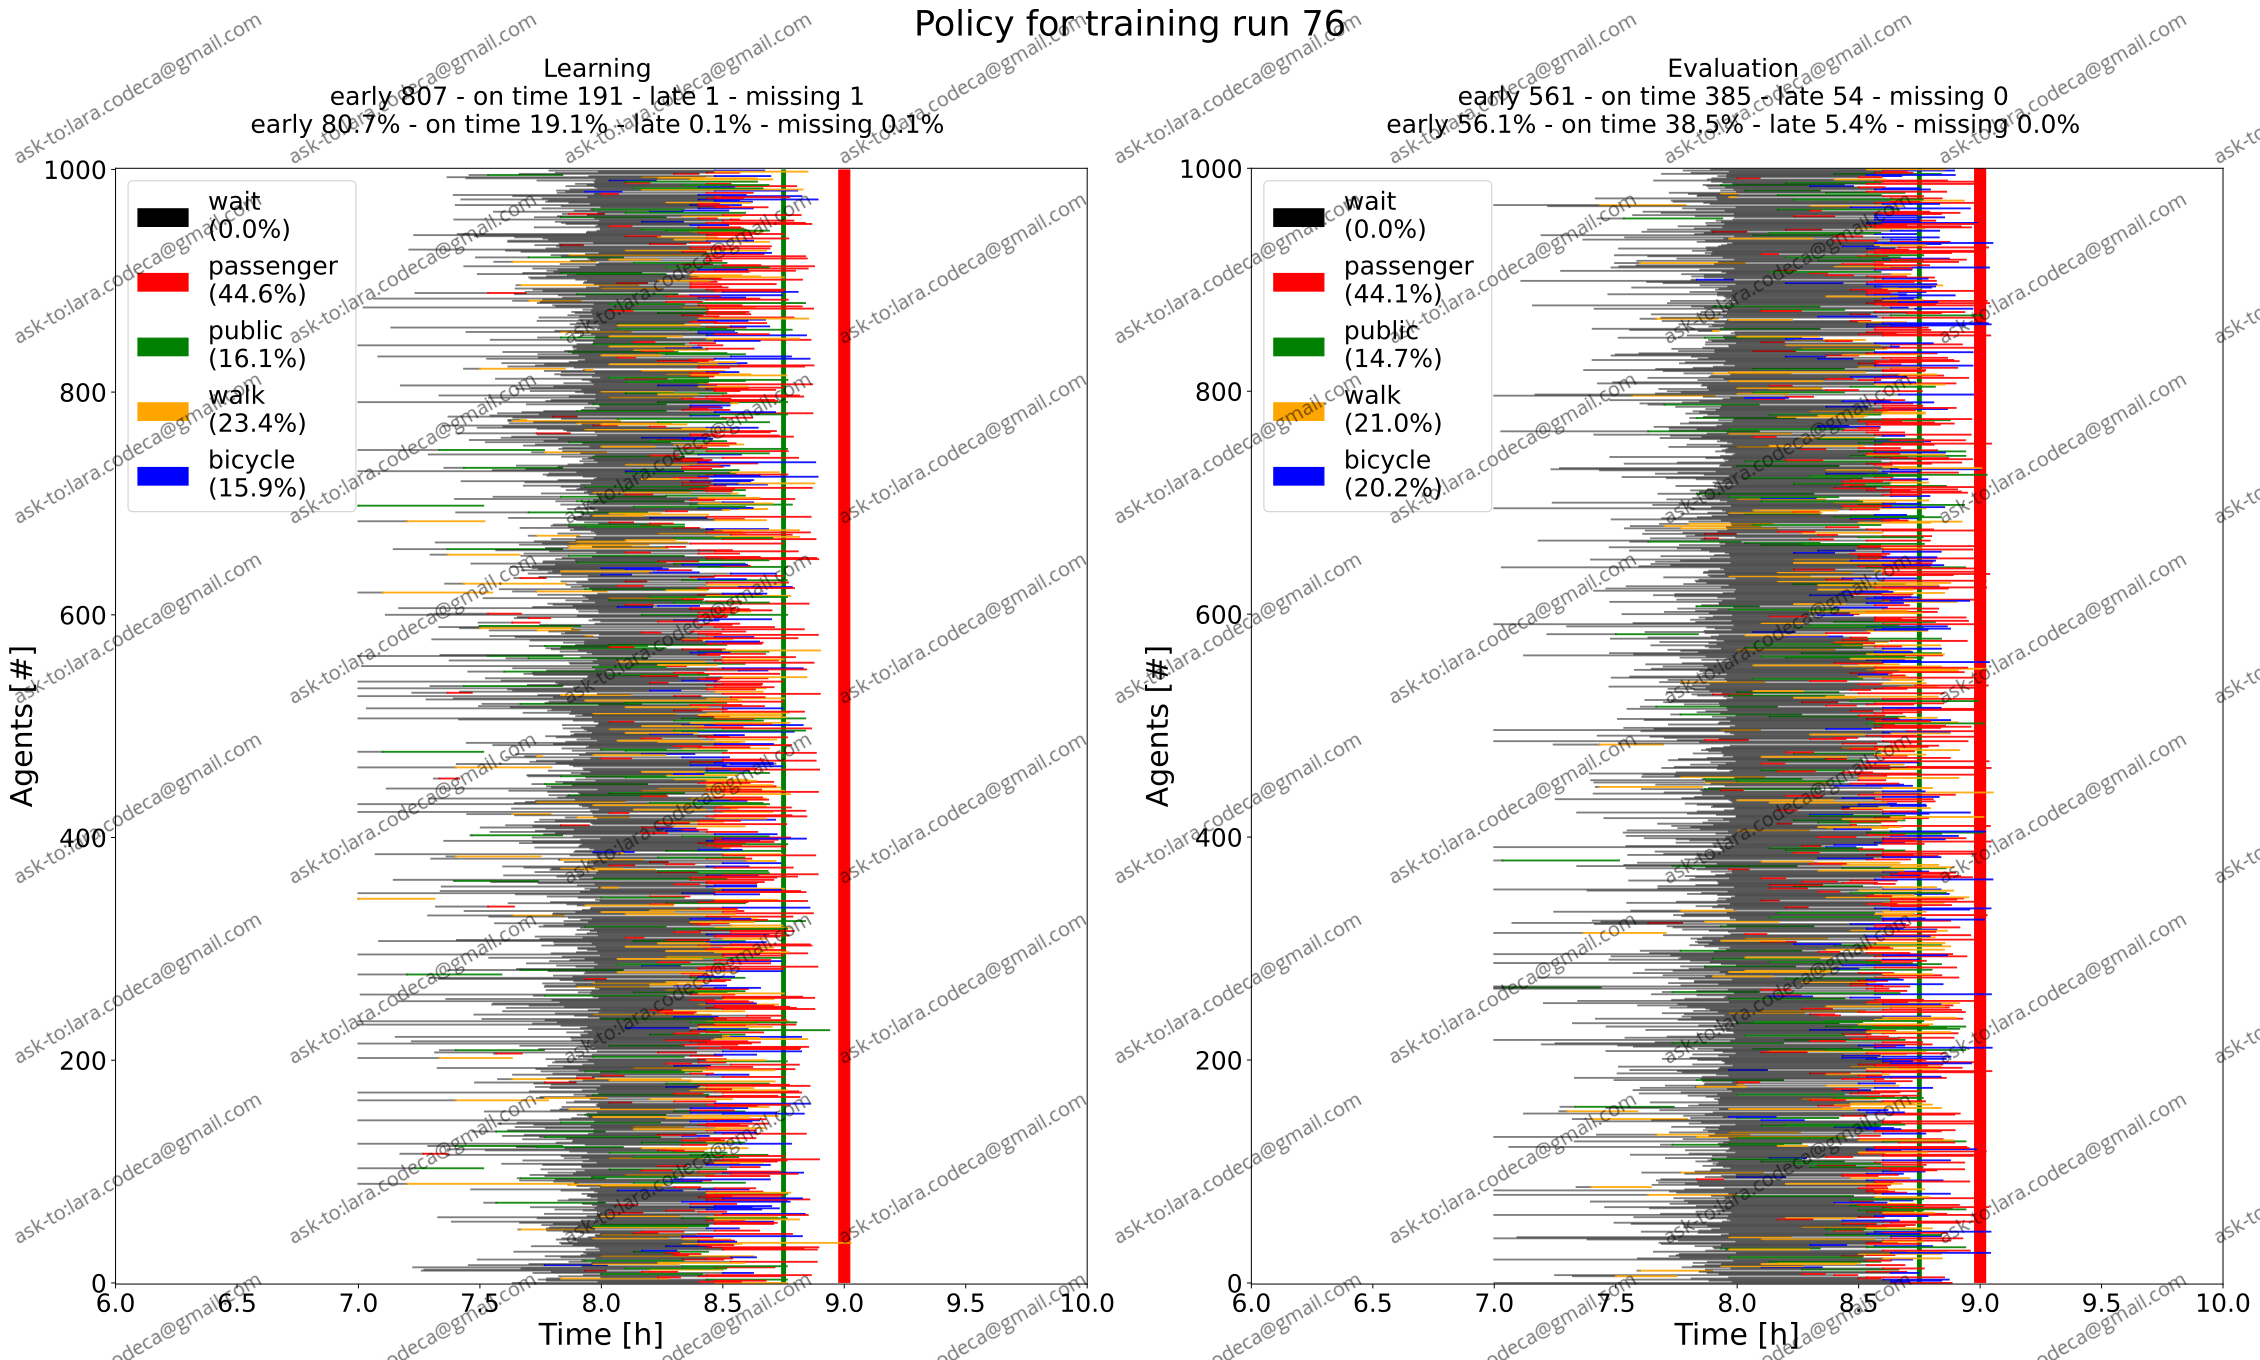 Policy for training run 76
Learning
early 807 - on time 191 - late 1 - missing 1
early 80.7% - on time 19.1% - late 0.1% - missing 0.1%
1000
800
600
400
200
0
Agents [#]
wait
(0.0%)
passenger
(44.6%)
public
(16.1%)
walk
(23.4%)
bicycle
(15.9%)
6.0 6.5 7.0 7.5 8.0 8.5 9.0 9.5 10.0
Time [h]
Evaluation
early 561 - on time 385 - late 54 - missing 0
early 56.1% - on time 38.5% - late 5.4% - missing 0.0%
1000
800
600
400
200
0
Agents [#]
wait
(0.0%)
passenger
(44.1%)
public
(14.7%)
walk
(21.0%)
bicycle
(20.2%)
6.0 6.5 7.0 7.5 8.0 8.5 9.0 9.5 10.0
Time [h]
ask-to:lara.codeca@gmail.com